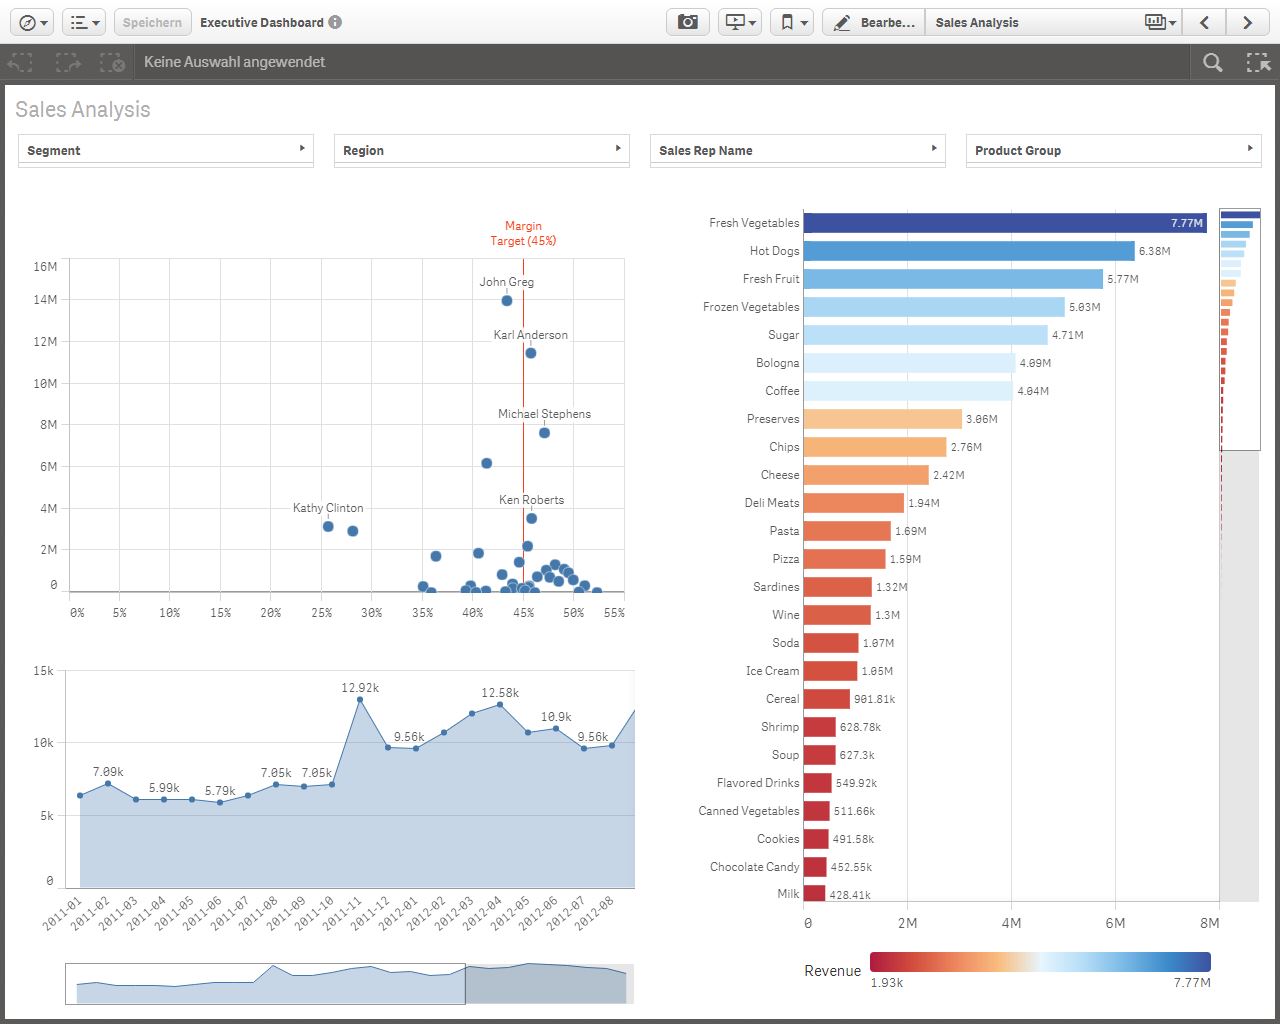 Speichern
Executive Dashboard
Bearbe...
Sales Analysis
Keine Auswahl angewendet
Sales Analysis
Segment
Region
Sales Rep Name
Product Group
Margin
Target (45%)
John Greg
Karl Anderson
Michael Stephens
Ken Roberts
Kathy Clinton
16M
14M
12M
10M
8M
6M
4M
2M
0
0% 5% 10% 15% 20% 25% 30% 35% 40% 45% 50% 55%
15k
10k
5k
0
7.09k
5.99k
5.79k
7.05k
7.05k
12.92k
9.56k
12.58k
10.9k
9.56k
2011-01 2011-02 2011-03 2011-04 2011-05 2011-06 2011-07 2011-08 2011-09 2011-10 2011-11 2011-12 2012-01 2012-02 2012-03 2012-04 2012-05 2012-06 2012-07 2012-08
Fresh Vegetables 7.77M
Hot Dogs 6.38M
Fresh Fruit 5.77M
Frozen Vegetables 5.03M
Sugar 4.71M
Bologna 4.09M
Coffee 4.04M
Preserves 3.06M
Chips 2.76M
Cheese 2.42M
Deli Meats 1.94M
Pasta 1.69M
Pizza 1.59M
Sardines 1.32M
Wine 1.3M
Soda 1.07M
Ice Cream 1.05M
Cereal 901.81k
Shrimp 628.78k
Soup 627.3k
Flavored Drinks 549.92k
Canned Vegetables 511.66k
Cookies 491.58k
Chocolate Candy 452.55k
Milk 428.41k
0 2M 4M 6M 8M
Revenue
1.93k 7.77M